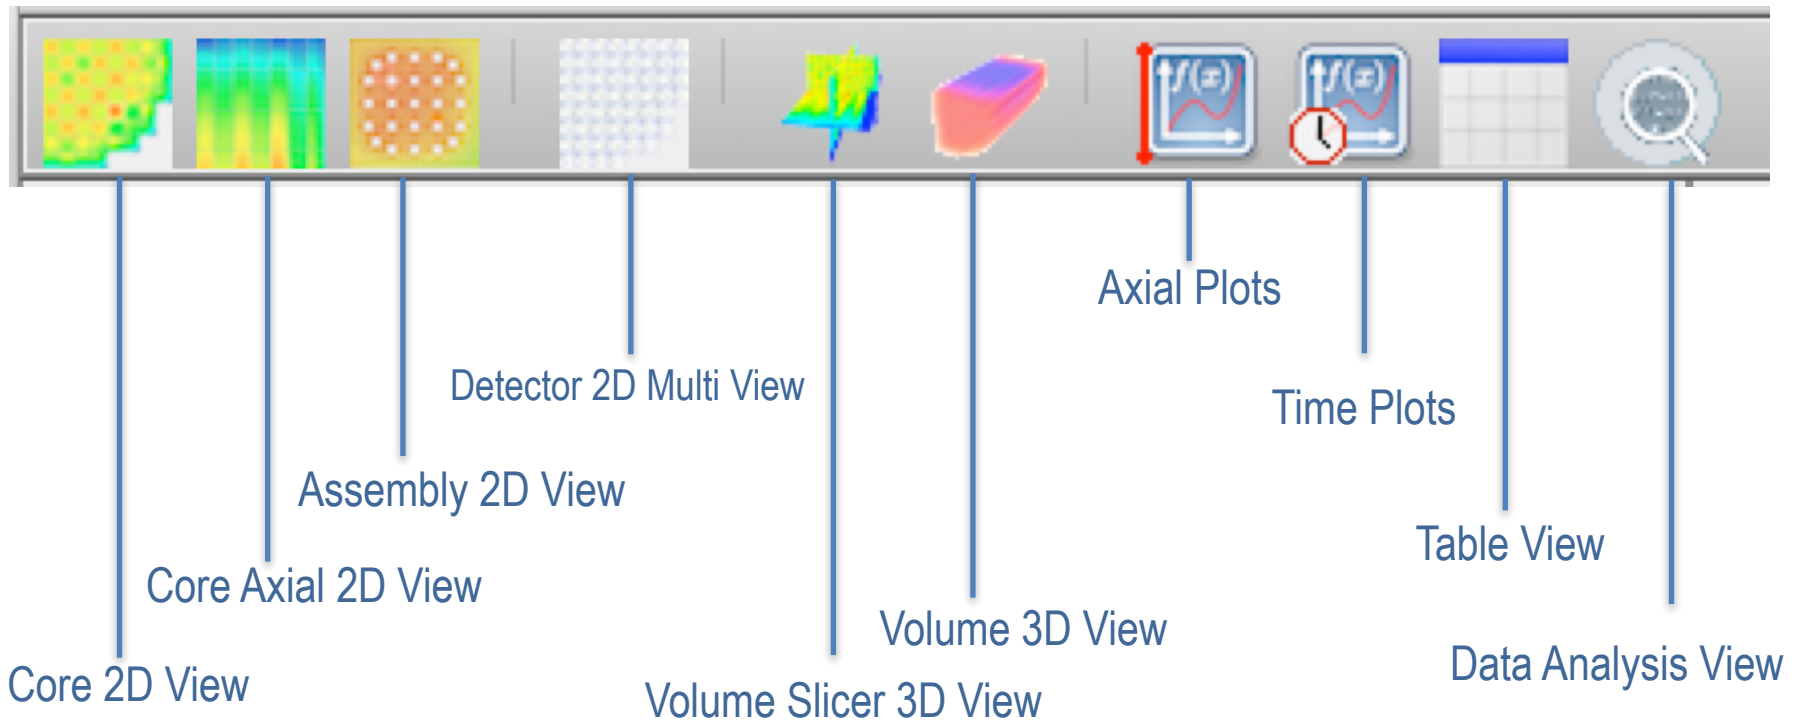 f(x)
f(x)
Axial Plots
Detector 2D Multi View
Time Plots
Assembly 2D View
Table View
Core Axial 2D View
Volume 3D View
Data Analysis View
Core 2D View
Volume Slicer 3D View